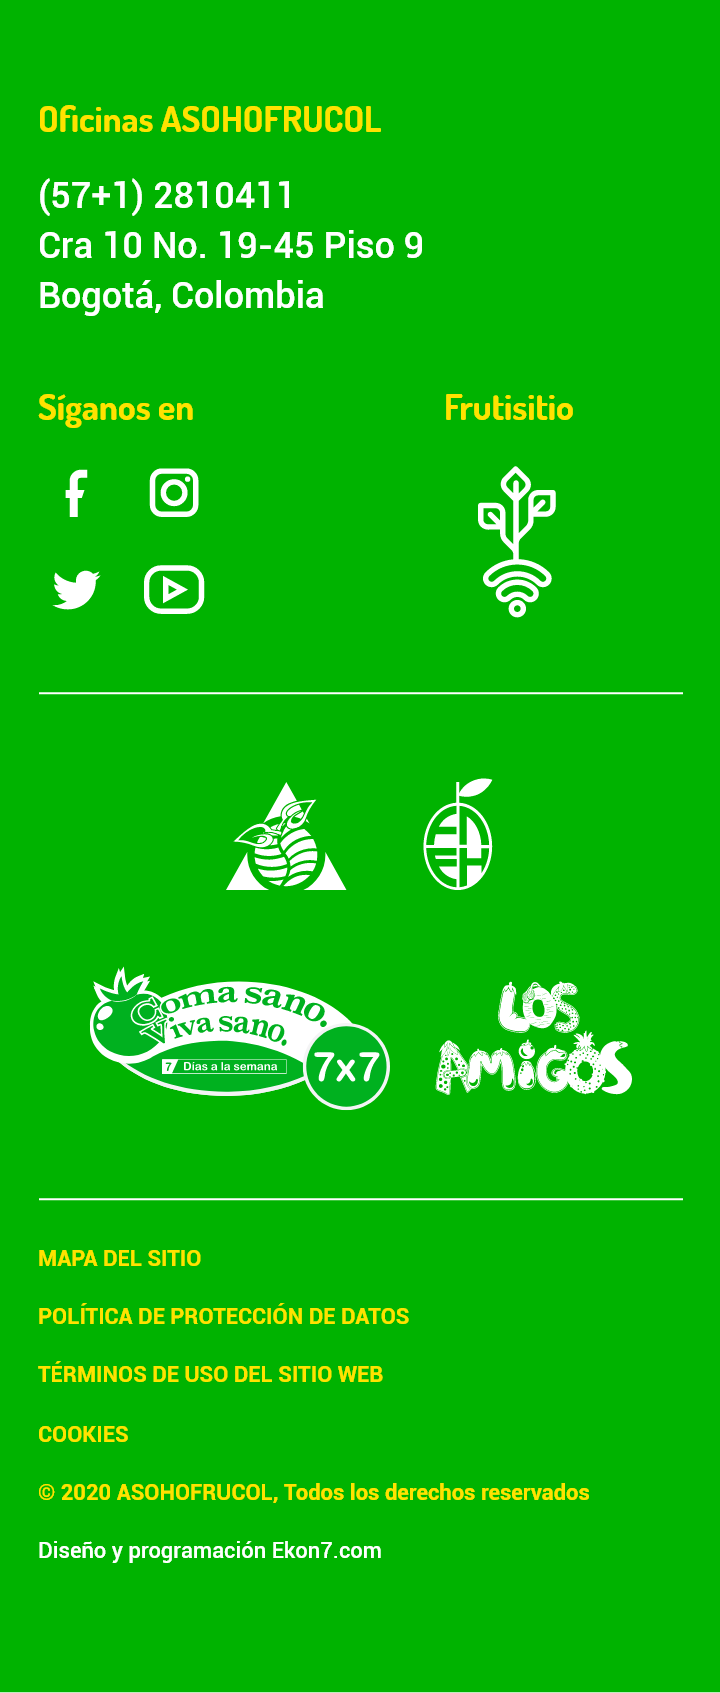 Oficinas ASOHOFRUCOL
(57+1) 2810411
Cra 10 No. 19-45 Piso 9
Bogotá, Colombia
Síganos en
Frutisitio
Coma sano.
Viva sano.
7 Días a la semana
7x7
LOS
AMiGOS
MAPA DEL SITIO
POLÍTICA DE PROTECCIÓN DE DATOS
TÉRMINOS DE USO DEL SITIO WEB
COOKIES
© 2020 ASOHOFRUCOL, Todos los derechos reservados
Diseño y programación Ekon7.com